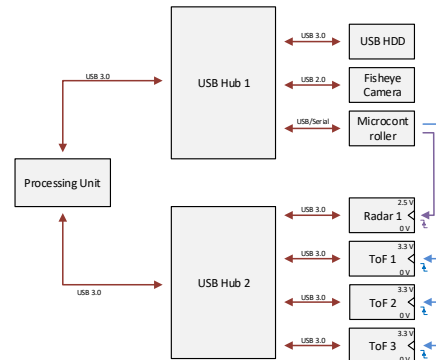 USB 3.0
USB HDD
USB 3.0
USB Hub 1
USB 2.0
Fisheye
Camera
USB/Serial
Microcont
roller
Processing Unit
USB 3.0
Radar 1
2.5 V
0 V
USB 3.0
ToF 1
3.3 V
0 V
USB 3.0
USB Hub 2
USB 3.0
ToF 2
3.3 V
0 V
USB 3.0
ToF 3
3.3 V
0 V